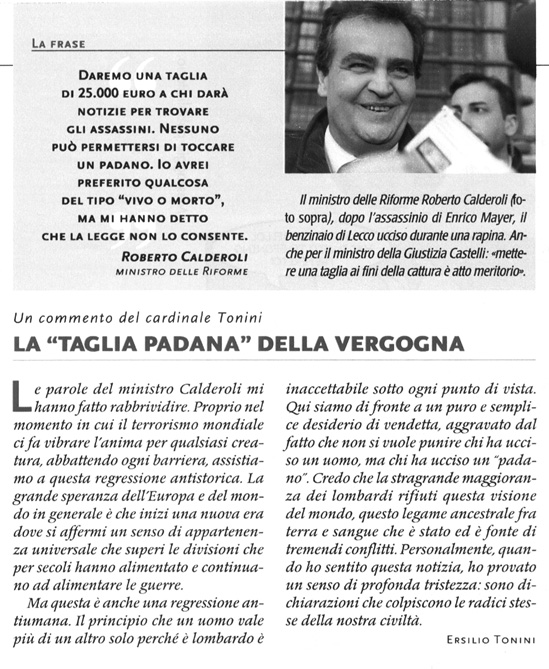 LA FRASE
DAREMO UNA TAGLIA
DI 25.000 EURO A CHI DARÀ
NOTIZIE PER TROVARE
GLI ASSASSINI. NESSUNO
PUÒ PERMETTERSI DI TOCCARE
UN PADANO. IO AVREI
PREFERITO QUALCOSA
DEL TIPO “VIVO O MORTO”,
MA MI HANNO DETTO
CHE LA LEGGE NON LO CONSENTE.
ROBERTO CALDEROLI
MINISTRO DELLE RIFORME
Il ministro delle Riforme Roberto Calderoli (fo-
to sopra), dopo l'assassinio di Enrico Mayer, il
benzinaio di Lecco ucciso durante una rapina. An-
che per il ministro della Giustizia Castelli: «mette-
re una taglia ai fini della cattura è atto meritorio».
Un commento del cardinale Tonini
LA “TAGLIA PADANA” DELLA VERGOGNA
Le parole del ministro Calderoli mi
hanno fatto rabbrividire. Proprio nel
momento in cui il terrorismo mondiale
ci fa vibrare l'anima per qualsiasi crea-
tura, abbattendo ogni barriera, assistia-
mo a questa regressione antistorica. La
grande speranza dell'Europa e del mon-
do in generale è che inizi una nuova era
dove si affermi un senso di appartenen-
za universale che superi le divisioni che
per secoli hanno alimentato e continua-
no ad alimentare le guerre.
Ma questa è anche una regressione an-
tiumana. Il principio che un uomo vale
più di un altro solo perché è lombardo è
inaccettabile sotto ogni punto di vista.
Qui siamo di fronte a un puro e sempli-
ce desiderio di vendetta, aggravato dal
fatto che non si vuole punire chi ha ucci-
so un uomo, ma chi ha ucciso un “pada-
no”. Credo che la stragrande maggioran-
za dei lombardi rifiuti questa visione
del mondo, questo legame ancestrale fra
terra e sangue che è stato ed è fonte di
tremendi conflitti. Personalmente, quan-
do ho sentito questa notizia, ho provato
un senso di profonda tristezza: sono di-
chiarazioni che colpiscono le radici stes-
se della nostra civiltà.
ERSILIO TONINI